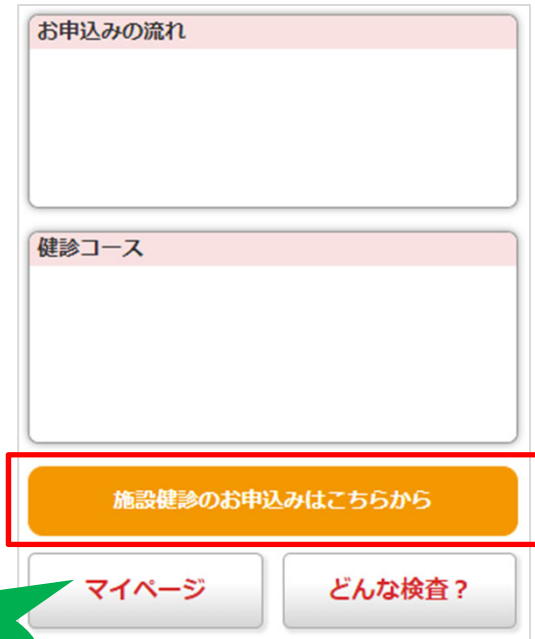 お申込みの流れ
健診コース
施設健診のお申込みはこちらから
マイページ
どんな検査？